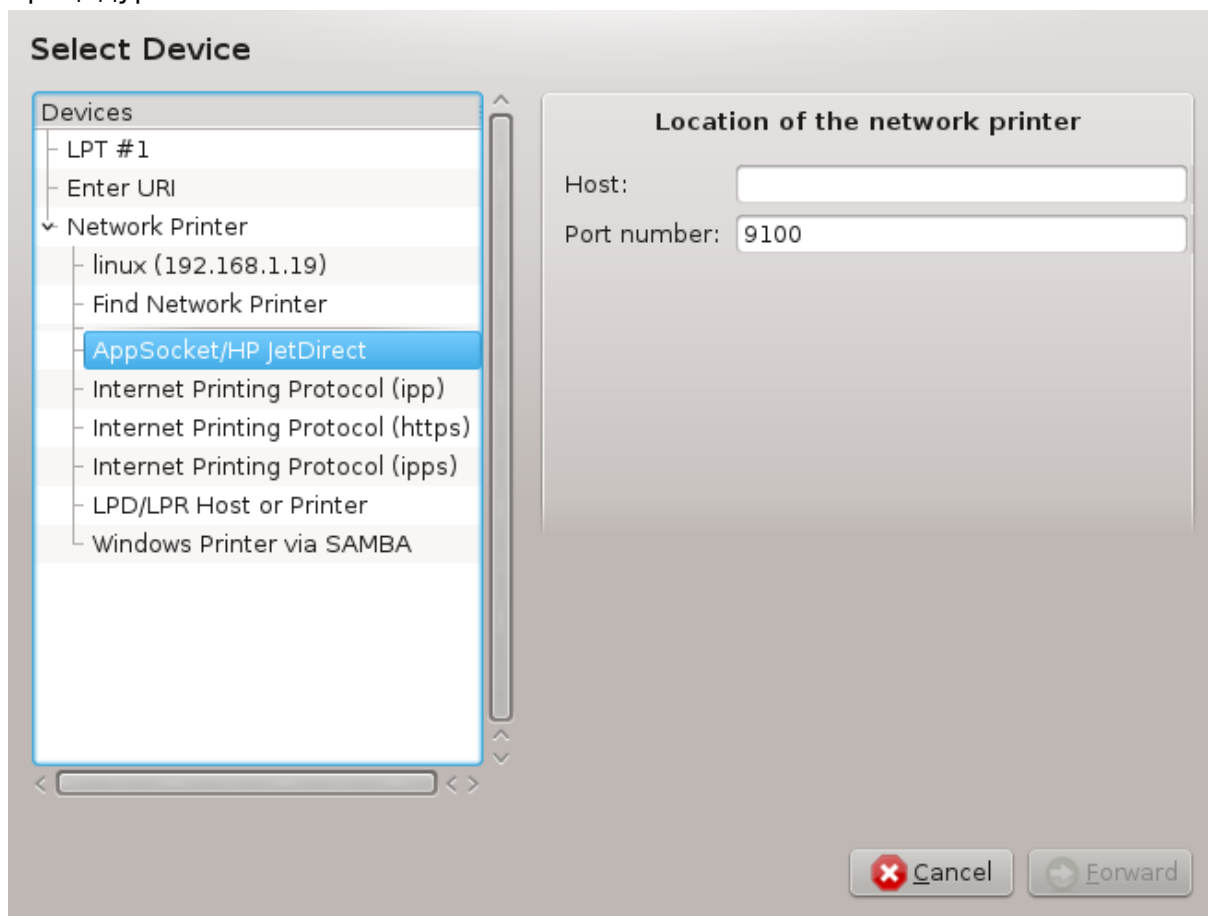 Select Device
Devices
LPT #1
Enter URI
Network Printer
linux (192.168.1.19)
Find Network Printer
AppSocket/HP JetDirect
Internet Printing Protocol (ipp)
Internet Printing Protocol (https)
Internet Printing Protocol (ipps)
LPD/LPR Host or Printer
Windows Printer via SAMBA
Location of the network printer
Host:
Port number: 9100
Cancel
Forward